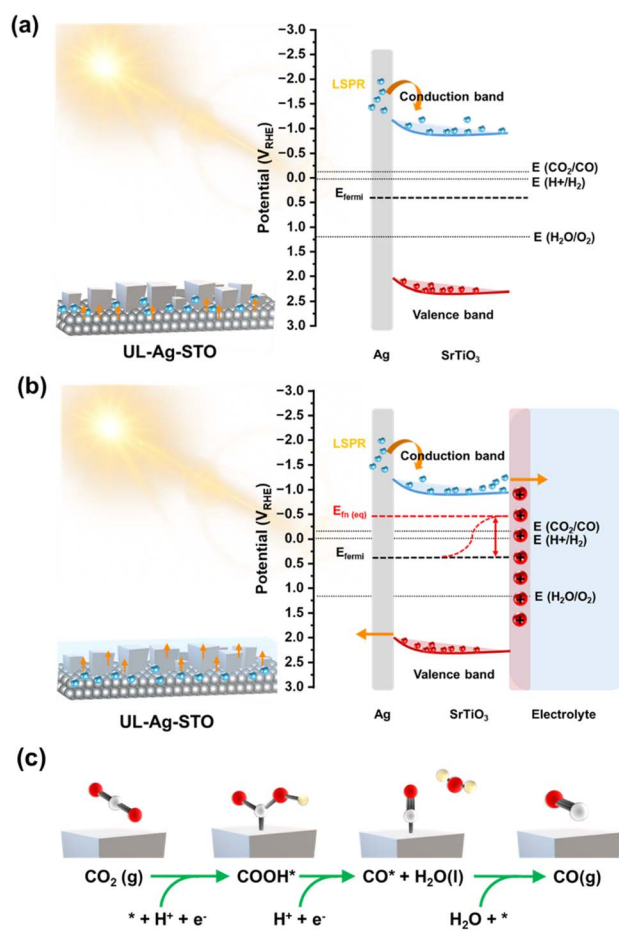 (a)
−3.0
−2.5
−2.0
−1.5
−1.0
−0.5
0.0
0.5
1.0
1.5
2.0
2.5
3.0
Potential (V_RHE)
LSPR
Conduction band
E (CO₂/CO)
E (H+/H₂)
E_fermi
E (H₂O/O₂)
Valence band
UL-Ag-STO
Ag
SrTiO₃
(b)
−3.0
−2.5
−2.0
−1.5
−1.0
−0.5
0.0
0.5
1.0
1.5
2.0
2.5
3.0
Potential (V_RHE)
LSPR
Conduction band
E_fn (eq)
E (CO₂/CO)
E (H+/H₂)
E_fermi
E (H₂O/O₂)
Valence band
UL-Ag-STO
Ag
SrTiO₃
Electrolyte
(c)
CO₂ (g)
COOH*
CO* + H₂O(l)
CO(g)
* + H⁺ + e⁻
H⁺ + e⁻
H₂O + *